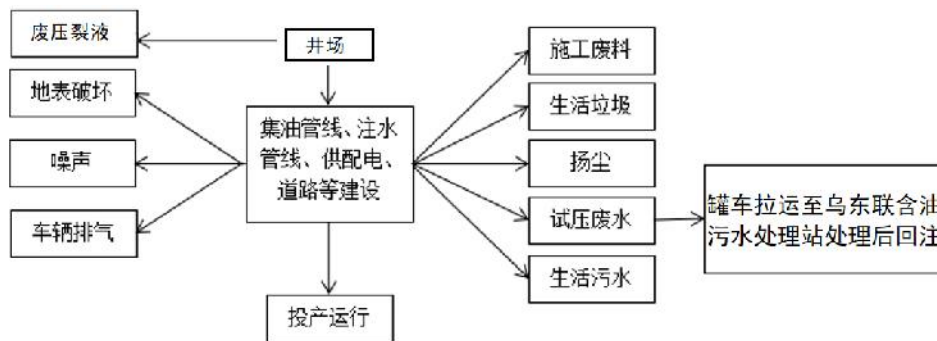 废压裂液
井场
施工废料
地表破坏
生活垃圾
集油管线、注水
管线、供配电、
道路等建设
噪声
扬尘
罐车拉运至乌东联含油
污水处理站处理后回注
车辆排气
试压废水
生活污水
投产运行